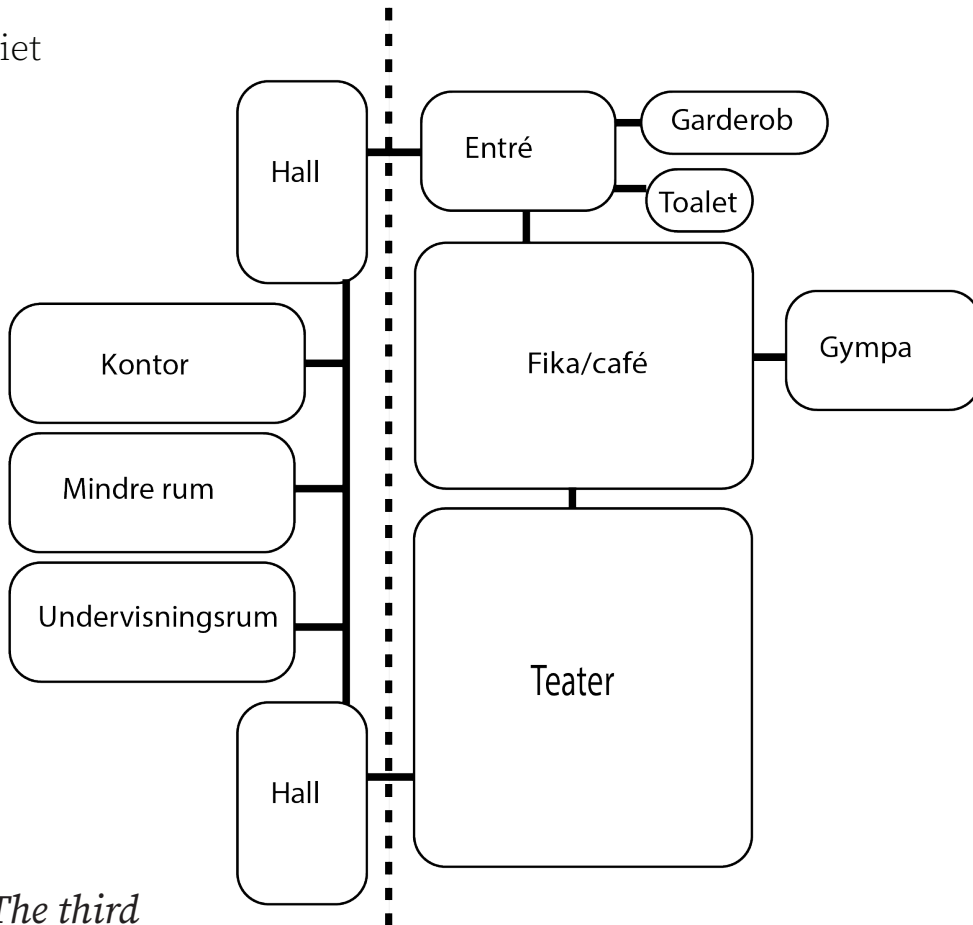 iet
Hall
Entré
Garderob
Toalet
Kontor
Fika/café
Gympa
Mindre rum
Undervisningsrum
Teater
Hall
The third